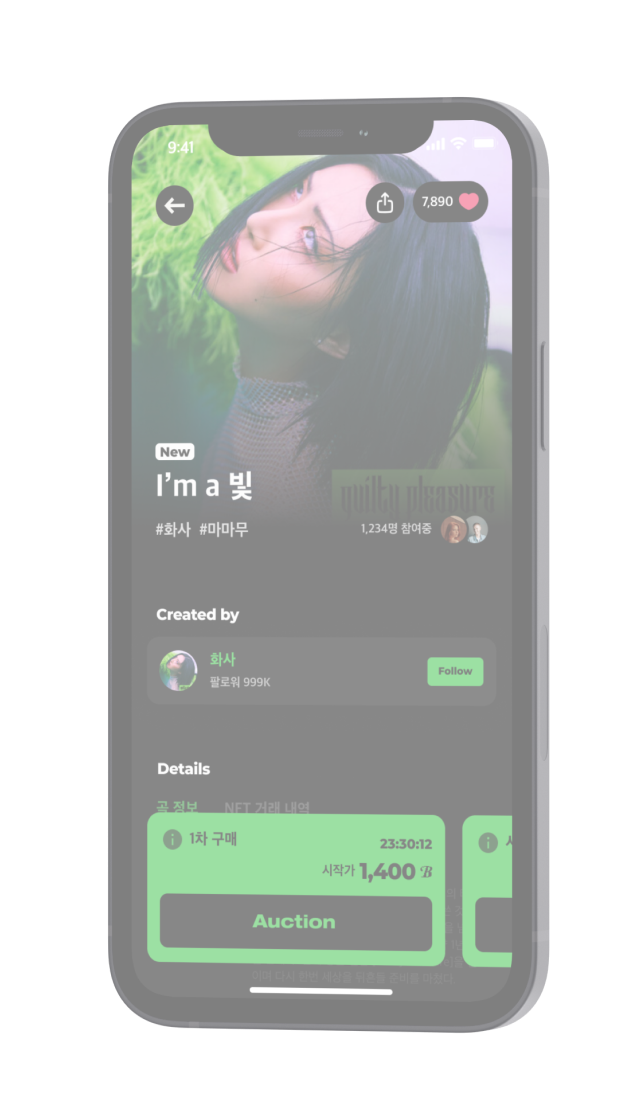 9:41
7,890
New
I'm a 빛
guilty pleasure
#화사 #마마무
1,234명 참여중
Created by
화사
팔로워 999K
Follow
Details
곡 정보 NFT 거래 내역
1차 구매
23:30:12
시작가 1,400 B
Auction